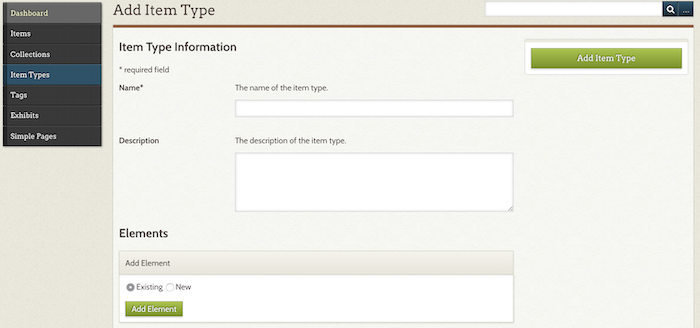 Dashboard
Items
Collections
Item Types
Tags
Exhibits
Simple Pages
Add Item Type
...
Item Type Information
* required field
Name* The name of the item type.
Description The description of the item type.
Elements
Add Element
Existing New
Add Element
Add Item Type